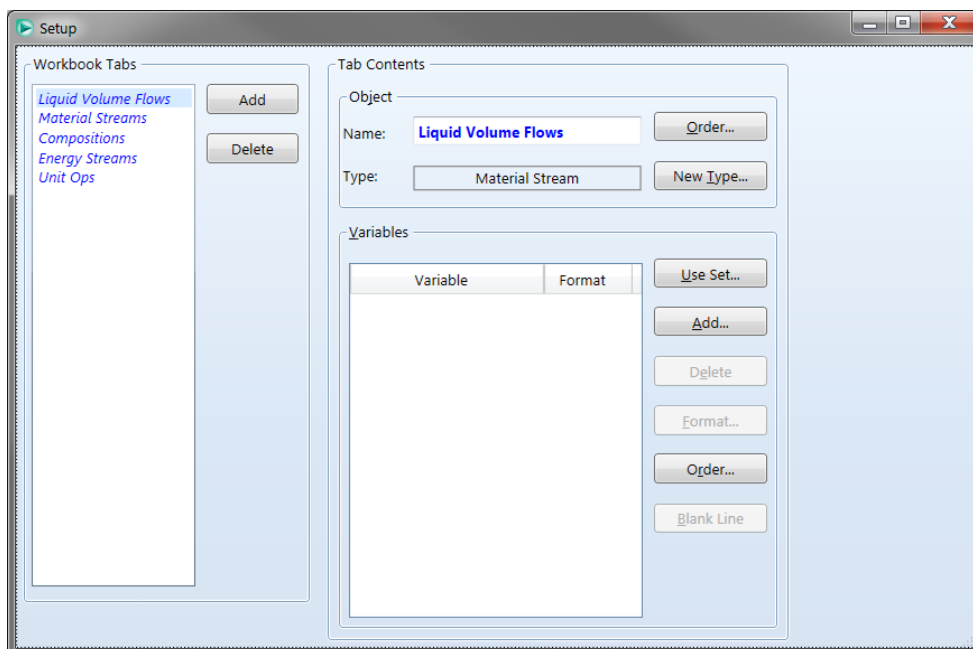 Setup
Workbook Tabs
Liquid Volume Flows
Material Streams
Compositions
Energy Streams
Unit Ops
Add
Delete
Tab Contents
Object
Name:
Liquid Volume Flows
Order...
Type:
Material Stream
New Type...
Variables
Variable
Format
Use Set...
Add...
Delete
Format...
Order...
Blank Line